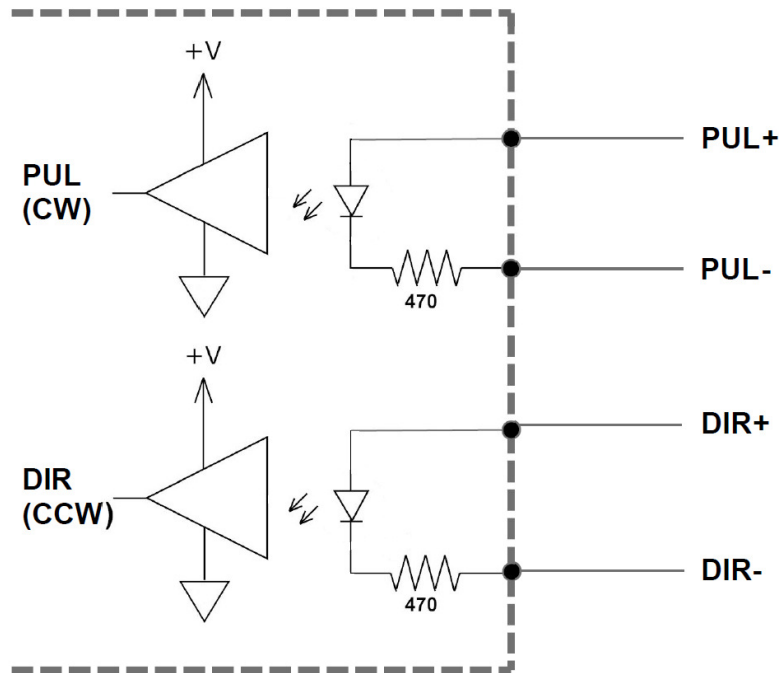 +V
PUL+
PUL
(CW)
PUL-
470
+V
DIR+
DIR
(CCW)
DIR-
470